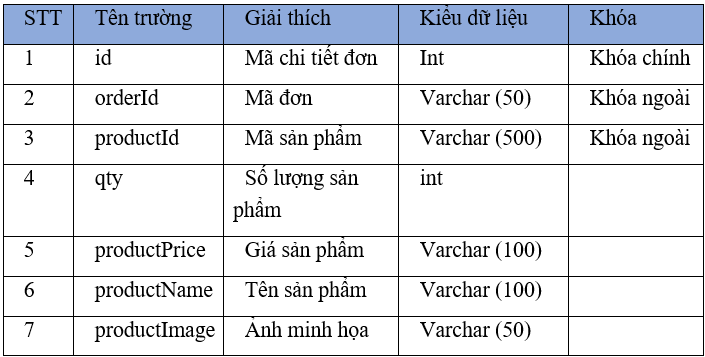 STT Tên trường Giải thích Kiểu dữ liệu Khóa
1 id Mã chi tiết đơn Int Khóa chính
2 orderId Mã đơn Varchar (50) Khóa ngoài
3 productId Mã sản phẩm Varchar (500) Khóa ngoài
4 qty Số lượng sản int
phẩm
5 productPrice Giá sản phẩm Varchar (100)
6 productName Tên sản phẩm Varchar (100)
7 productImage Ảnh minh họa Varchar (50)